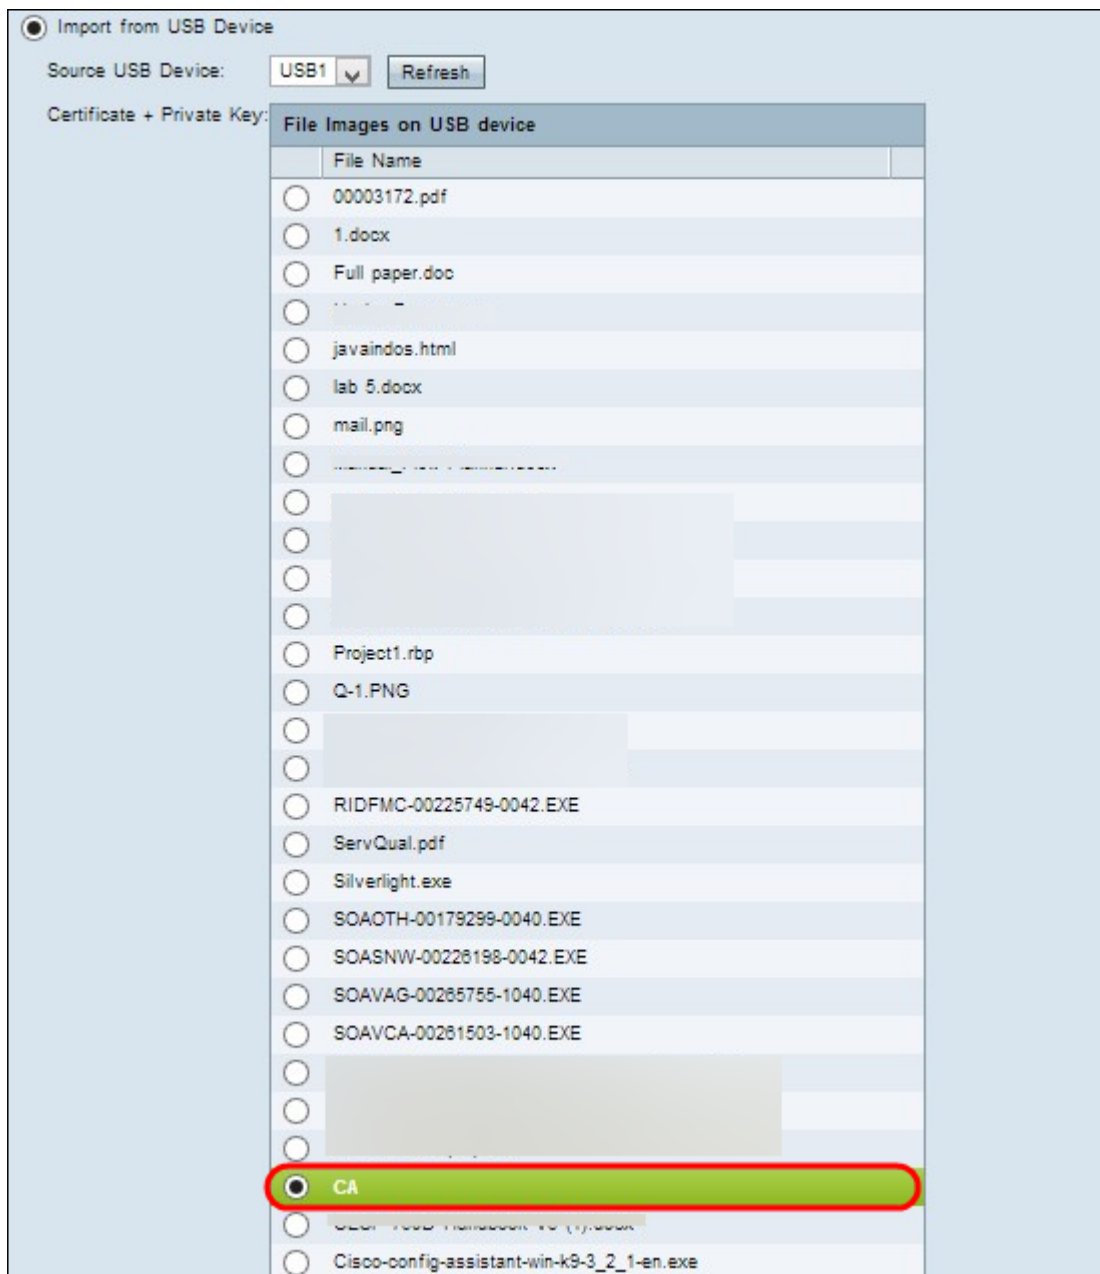 Import from USB Device
Source USB Device: USB1 Refresh
Certificate + Private Key:
File Images on USB device
File Name
00003172.pdf
1.docx
Full paper.doc
javaindos.html
lab 5.docx
mail.png
Project1.rbp
Q-1.PNG
RIDFMC-00225749-0042.EXE
ServQual.pdf
Silverlight.exe
SOAOTH-00179299-0040.EXE
SOASNW-00226198-0042.EXE
SOAVAG-00265755-1040.EXE
SOAVCA-00261503-1040.EXE
CA
Cisco-config-assistant-win-k9-3_2_1-en.exe